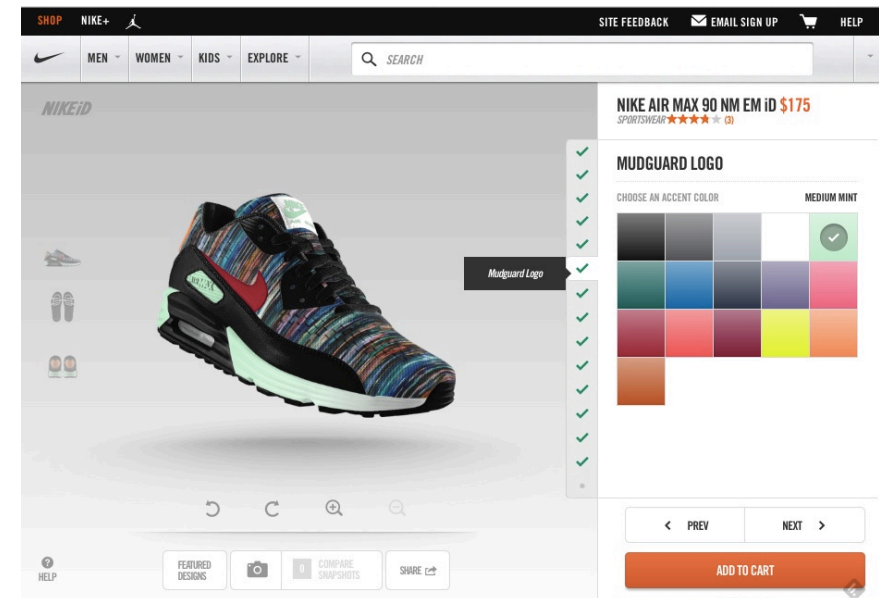 SHOP NIKE+ SITE FEEDBACK EMAIL SIGN UP HELP
MEN WOMEN KIDS EXPLORE SEARCH
NIKEiD
NIKE AIR MAX 90 NM EM iD $175
SPORTSWEAR (3)
MUDGUARD LOGO
CHOOSE AN ACCENT COLOR MEDIUM MINT
Mudguard Logo
PREV NEXT
HELP
FEATURED
DESIGNS
0 COMPARE
SNAPSHOTS
SHARE
ADD TO CART